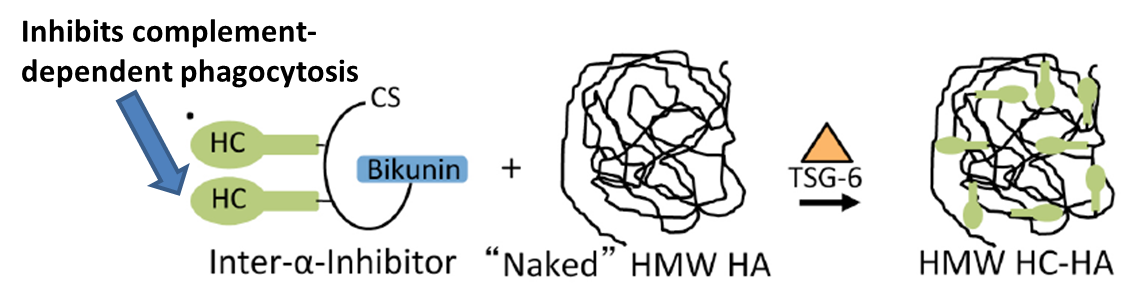 Inhibits complement-
dependent phagocytosis
CS
HC
Bikunin
+
HC
TSG-6
Inter-α-Inhibitor
“Naked” HMW HA
HMW HC-HA